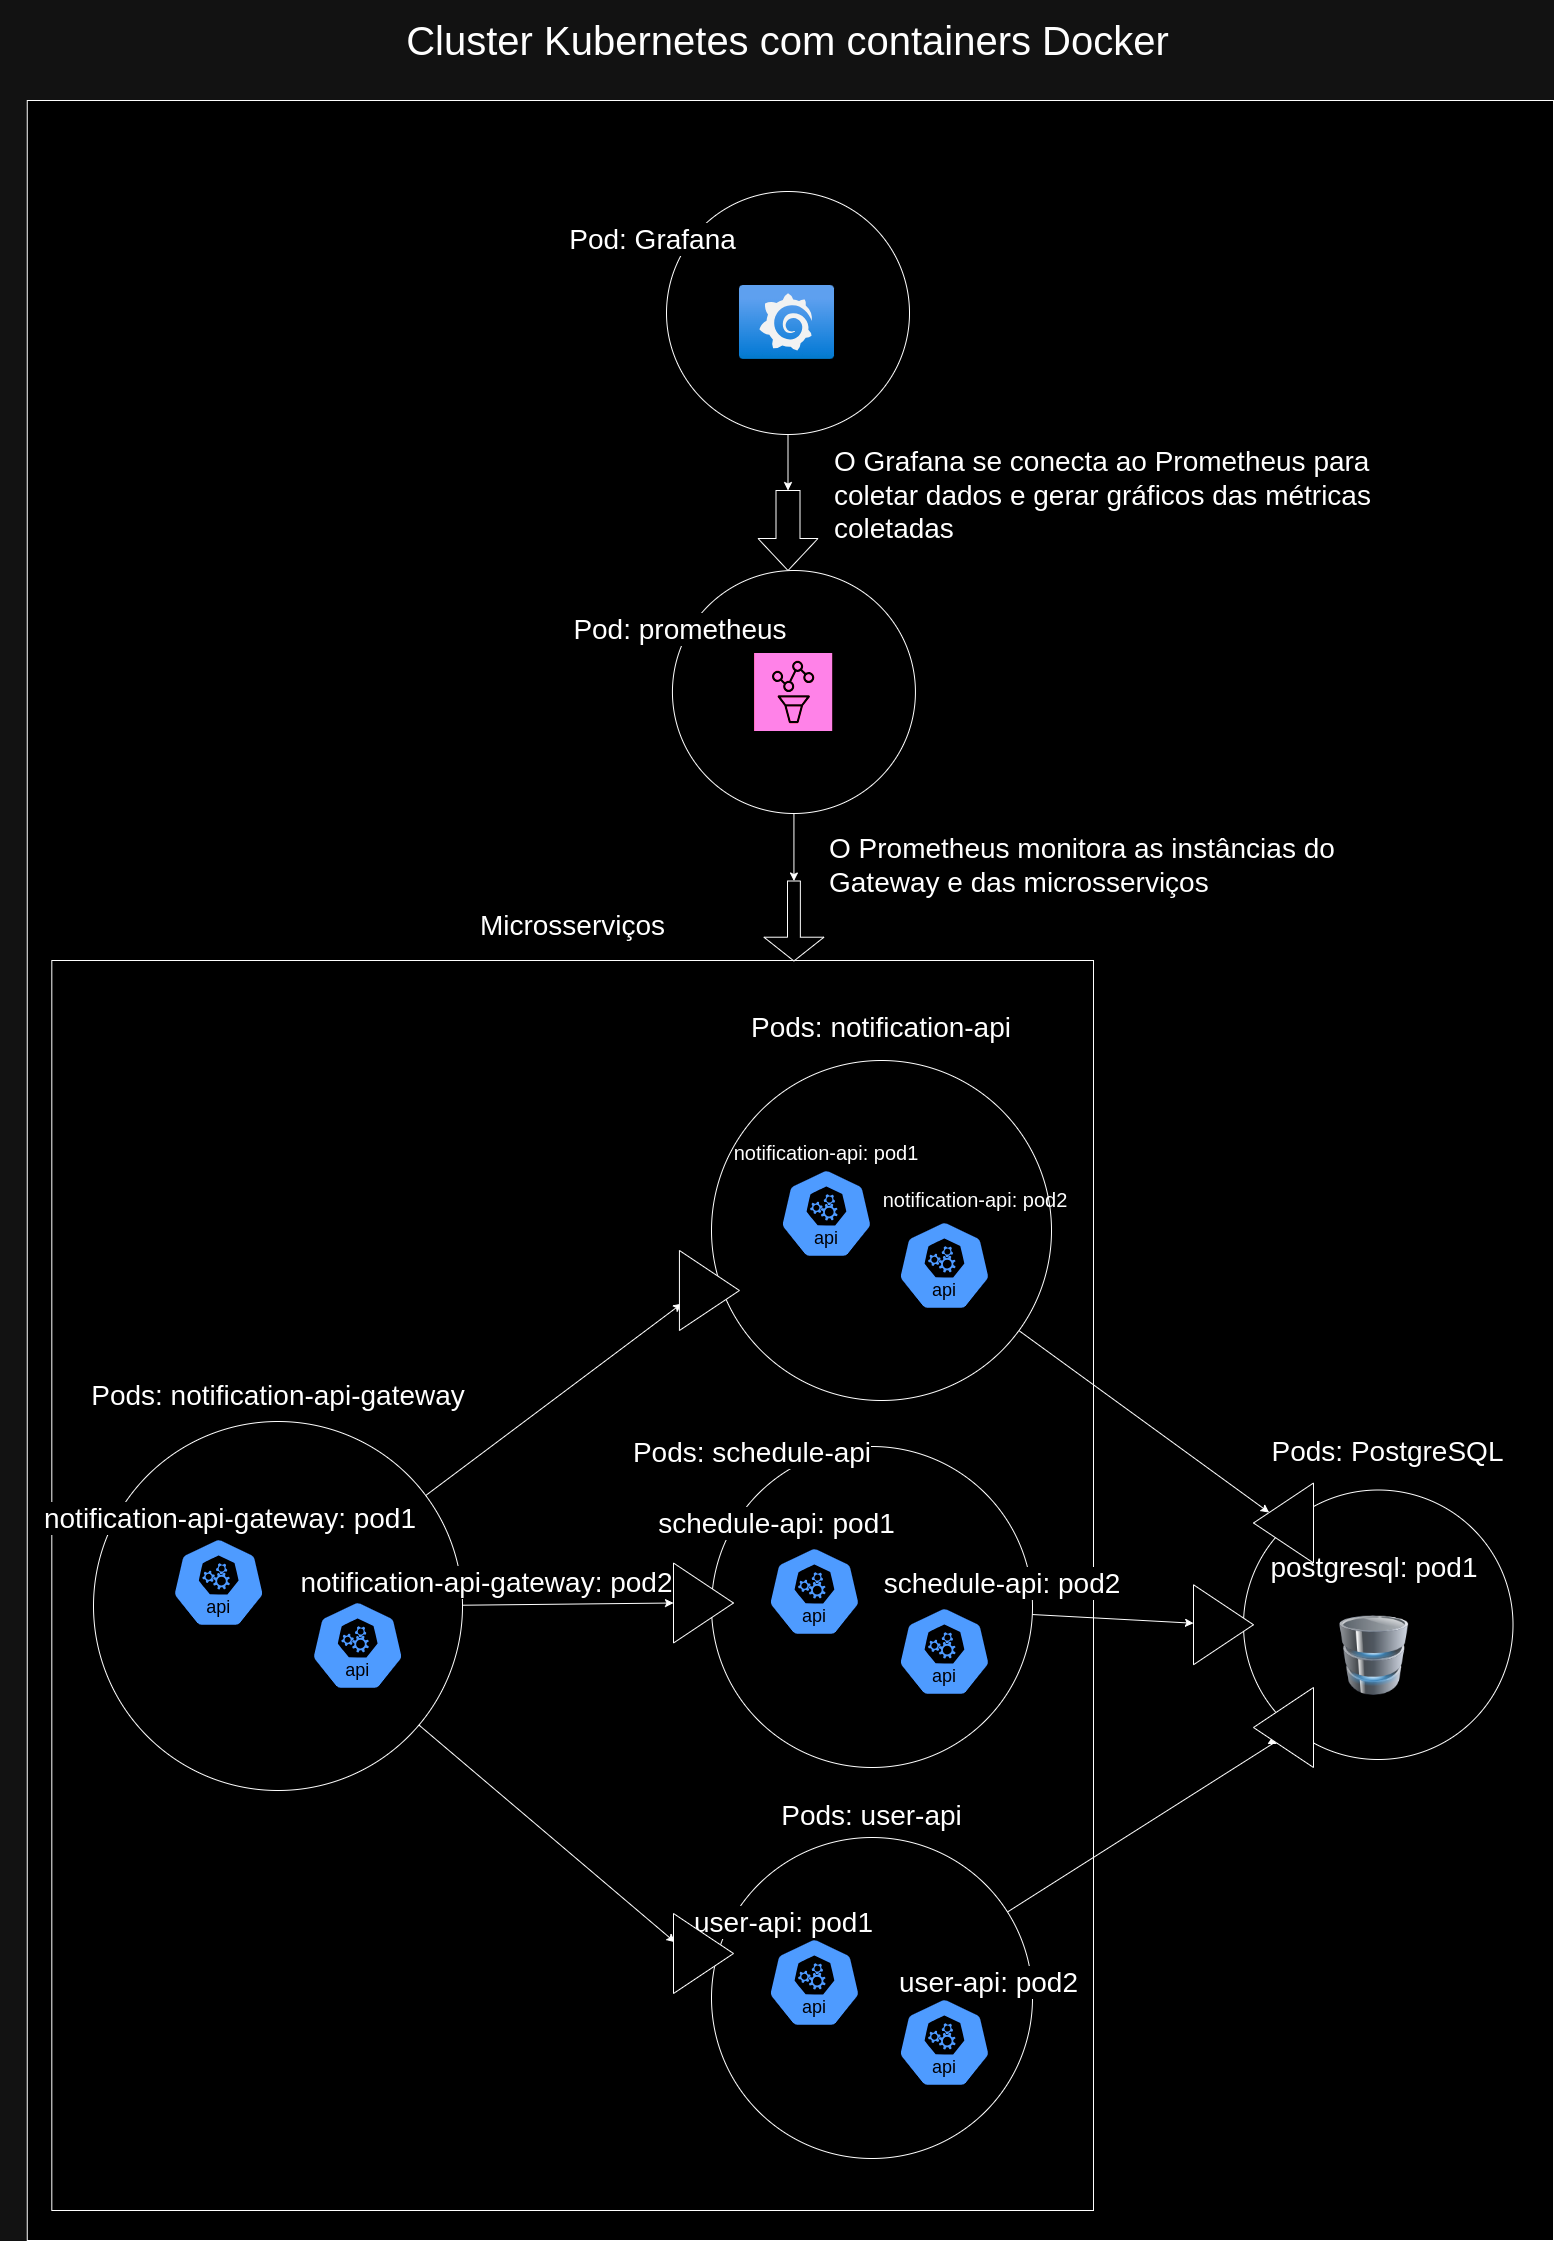 Cluster Kubernetes com containers Docker
Pod: Grafana
O Grafana se conecta ao Prometheus para
coletar dados e gerar gráficos das métricas
coletadas
Pod: prometheus
O Prometheus monitora as instâncias do
Gateway e das microsserviços
Microsserviços
Pods: notification-api
notification-api: pod1
api
notification-api: pod2
api
Pods: notification-api-gateway
notification-api-gateway: pod1
api
notification-api-gateway: pod2
api
Pods: schedule-api
schedule-api: pod1
api
schedule-api: pod2
api
Pods: PostgreSQL
postgresql: pod1
Pods: user-api
user-api: pod1
api
user-api: pod2
api